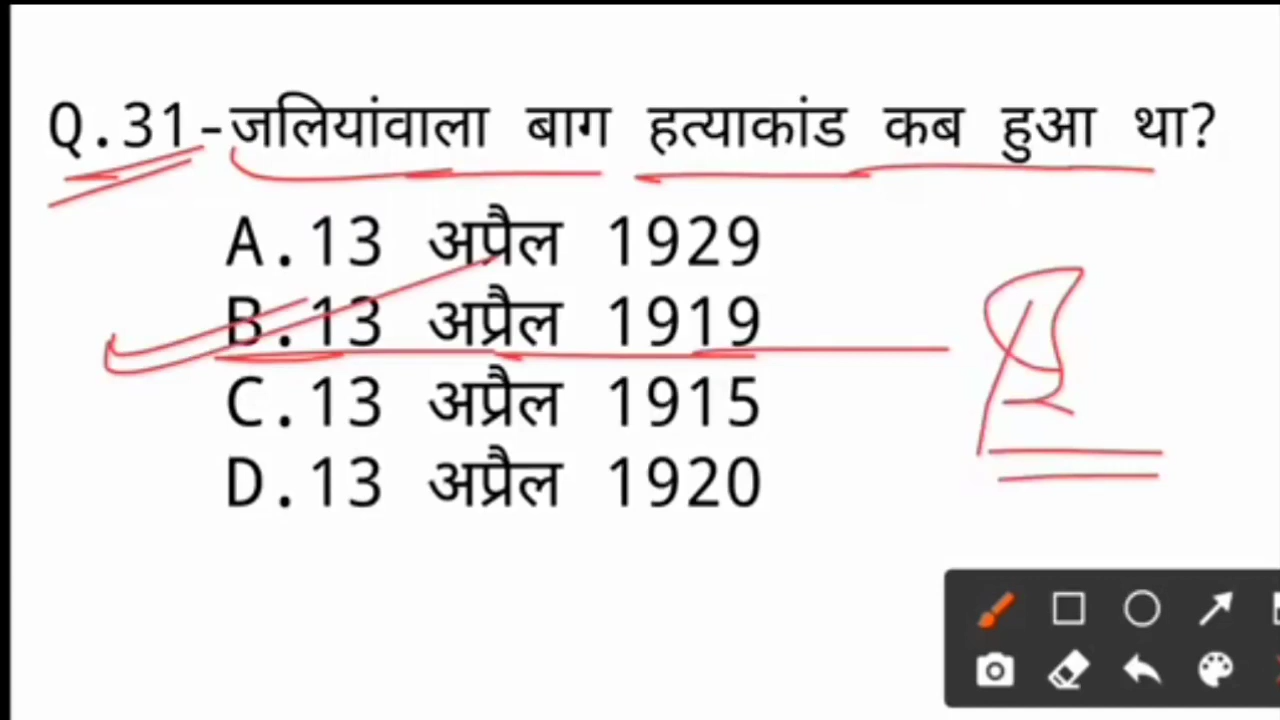 Q.31-जलियांवाला बाग हत्याकांड कब हुआ था?
A.13 अप्रैल 1929
B.13 अप्रैल 1919
C.13 अप्रैल 1915
D.13 अप्रैल 1920